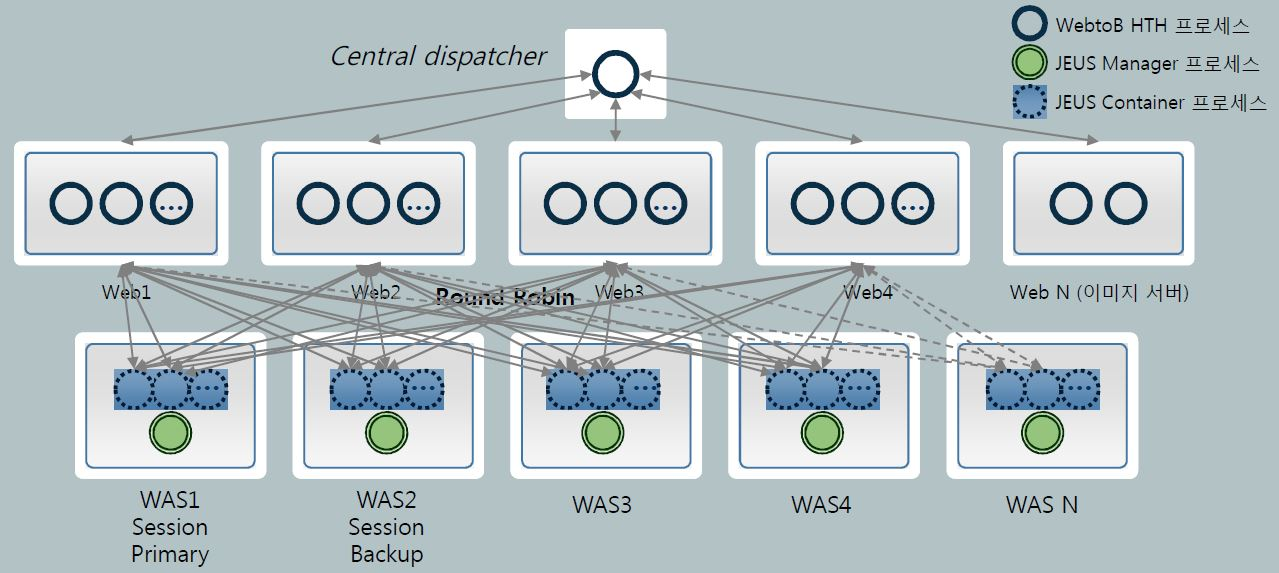 Central dispatcher
WebtoB HTH 프로세스
JEUS Manager 프로세스
JEUS Container 프로세스
...
...
...
...
Web1
Web2
Round Robin
Web3
Web4
Web N (이미지 서버)
...
...
...
...
...
WAS1
Session
Primary
WAS2
Session
Backup
WAS3
WAS4
WAS N